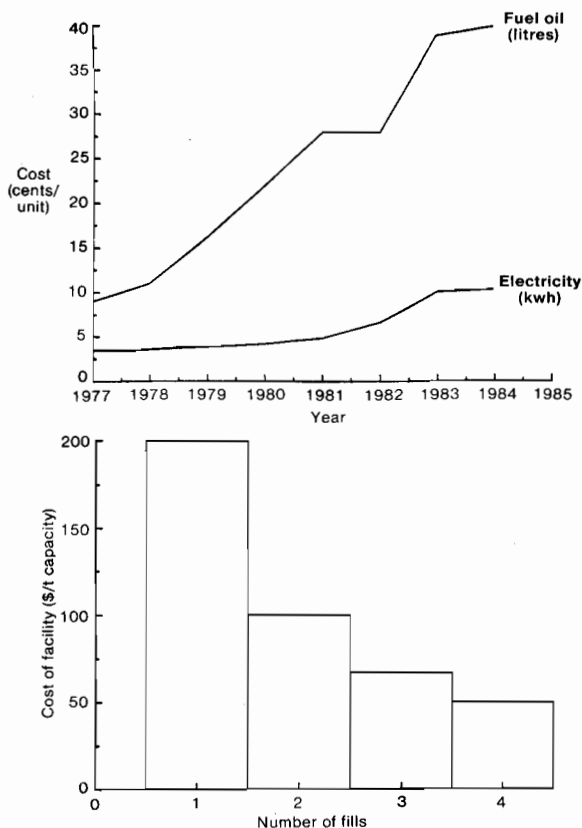 Fuel oil
(litres)
40
35
30
25
Cost
(cents/
unit)
20
15
10
Electricity
(kwh)
5
0
1977 1978 1979 1980 1981 1982 1983 1984 1985
Year
200
150
100
50
0
Cost of facility ($/t capacity)
0 1 2 3 4
Number of fills